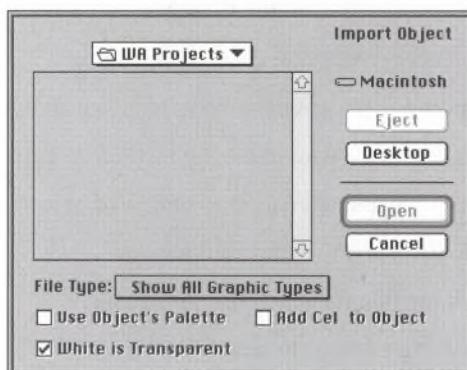 Import Object
WA Projects
Macintosh
Eject
Desktop
Open
Cancel
File Type: Show All Graphic Types
Use Object's Palette
Add Cel to Object
White is Transparent